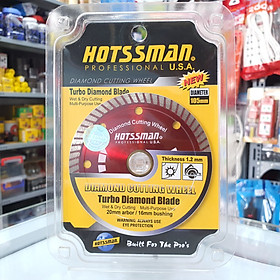 HOTSSMAN
PROFESSIONAL U.S.A.
DIAMOND CUTTING WHEEL
NEW
Turbo Diamond Blade
Wet & Dry Cutting
Multi-Purpose Use
DIAMETER
105mm
Diamond Cutting Wheel
HOTSSMAN
PROFESSIONAL U.S.A.
Thickness 1.2 mm
DIAMOND CUTTING WHEEL
Turbo Diamond Blade
Wet & Dry Cutting Multi-Purpose Use
20mm arbor / 16mm bushing
WARNING: ALWAYS USE
EYE PROTECTION
HOTSSMAN
Built For The Pro's